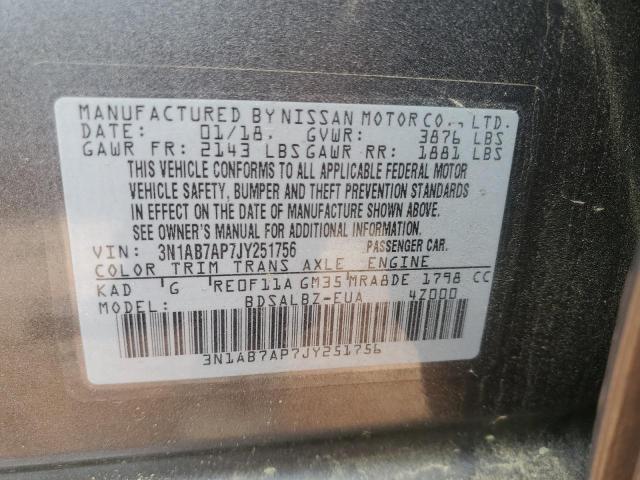 MANUFACTURED BY NISSAN MOTOR CO., LTD.
DATE: 01/18. GVWR: 3876 LBS
GAWR FR: 2143 LBS GAWR RR: 1881 LBS
THIS VEHICLE CONFORMS TO ALL APPLICABLE FEDERAL MOTOR
VEHICLE SAFETY, BUMPER AND THEFT PREVENTION STANDARDS
IN EFFECT ON THE DATE OF MANUFACTURE SHOWN ABOVE.
SEE OWNER'S MANUAL FOR ADDITIONAL INFORMATION
VIN: 3N1AB7AP7JY251756 PASSENGER CAR.
COLOR TRIM TRANS AXLE ENGINE
KAD G RE0F11A GM35 MRA8DE 1798 CC
MODEL: BDSALBZ-EUA 4Z000
3N1AB7AP7JY251756